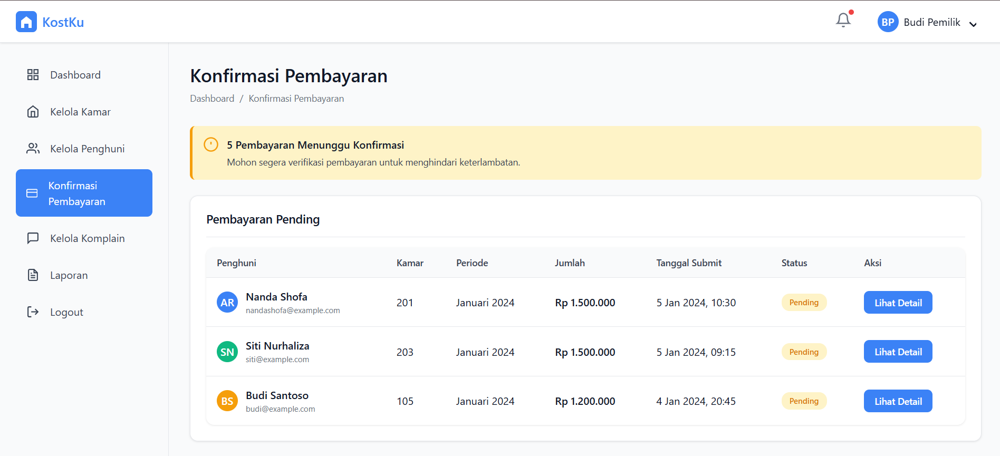 KostKu
BP Budi Pemilik
Dashboard
Kelola Kamar
Kelola Penghuni
Konfirmasi
Pembayaran
Kelola Komplain
Laporan
Logout
Konfirmasi Pembayaran
Dashboard / Konfirmasi Pembayaran
5 Pembayaran Menunggu Konfirmasi
Mohon segera verifikasi pembayaran untuk menghindari keterlambatan.
Pembayaran Pending
Penghuni Kamar Periode Jumlah Tanggal Submit Status Aksi
AR Nanda Shofa 201 Januari 2024 Rp 1.500.000 5 Jan 2024, 10:30 Pending Lihat Detail
nandashofa@example.com
SN Siti Nurhaliza 203 Januari 2024 Rp 1.500.000 5 Jan 2024, 09:15 Pending Lihat Detail
siti@example.com
BS Budi Santoso 105 Januari 2024 Rp 1.200.000 4 Jan 2024, 20:45 Pending Lihat Detail
budi@example.com